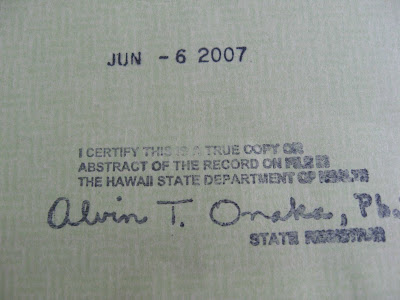 JUN - 6 2007
I CERTIFY THIS IS A TRUE COPY OR
ABSTRACT OF THE RECORD ON FILE IN
THE HAWAII STATE DEPARTMENT OF HEALTH
Alvin T. Onaka, Ph.
STATE REGISTRAR